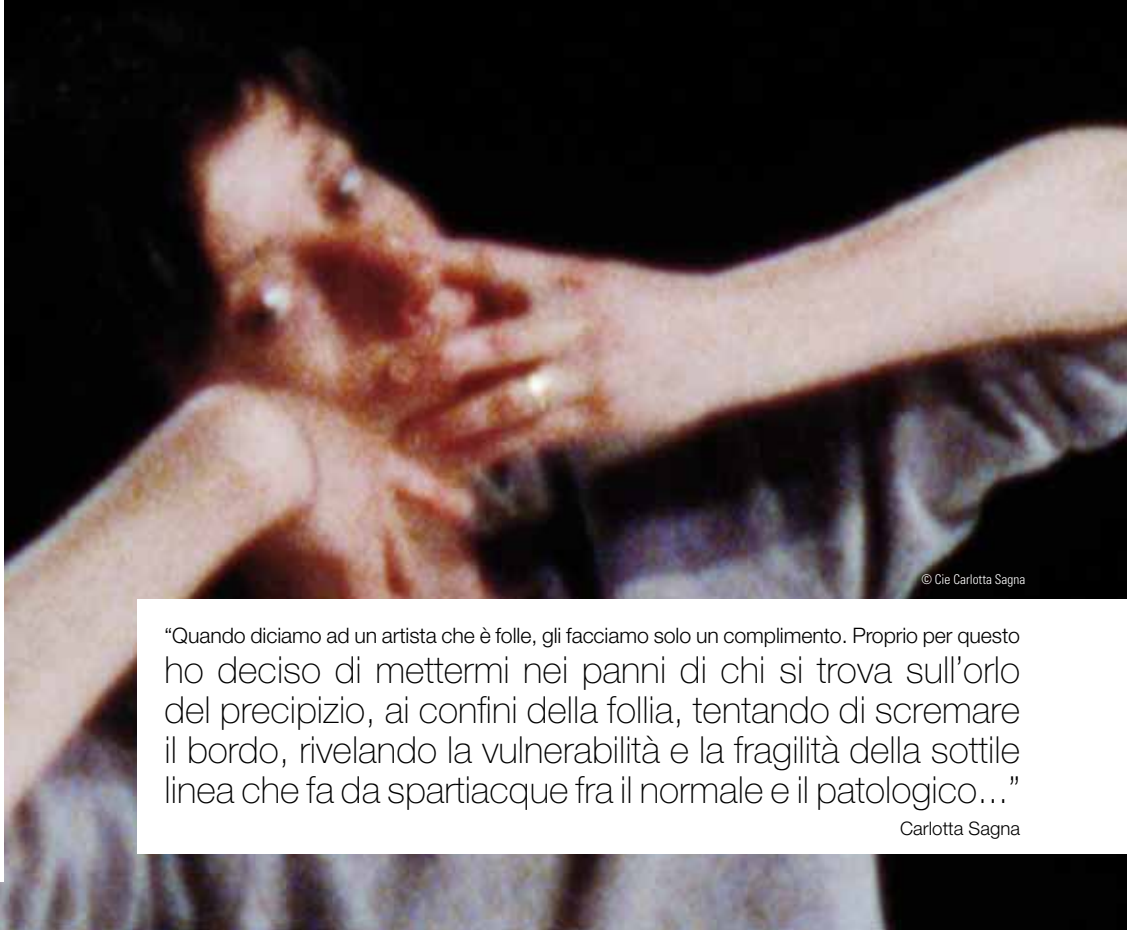 © Cie Carlotta Sagna
“Quando diciamo ad un artista che è folle, gli facciamo solo un complimento. Proprio per questo
ho deciso di mettermi nei panni di chi si trova sull’orlo
del precipizio, ai confini della follia, tentando di scremare
il bordo, rivelando la vulnerabilità e la fragilità della sottile
linea che fa da spartiacque fra il normale e il patologico...”
Carlotta Sagna